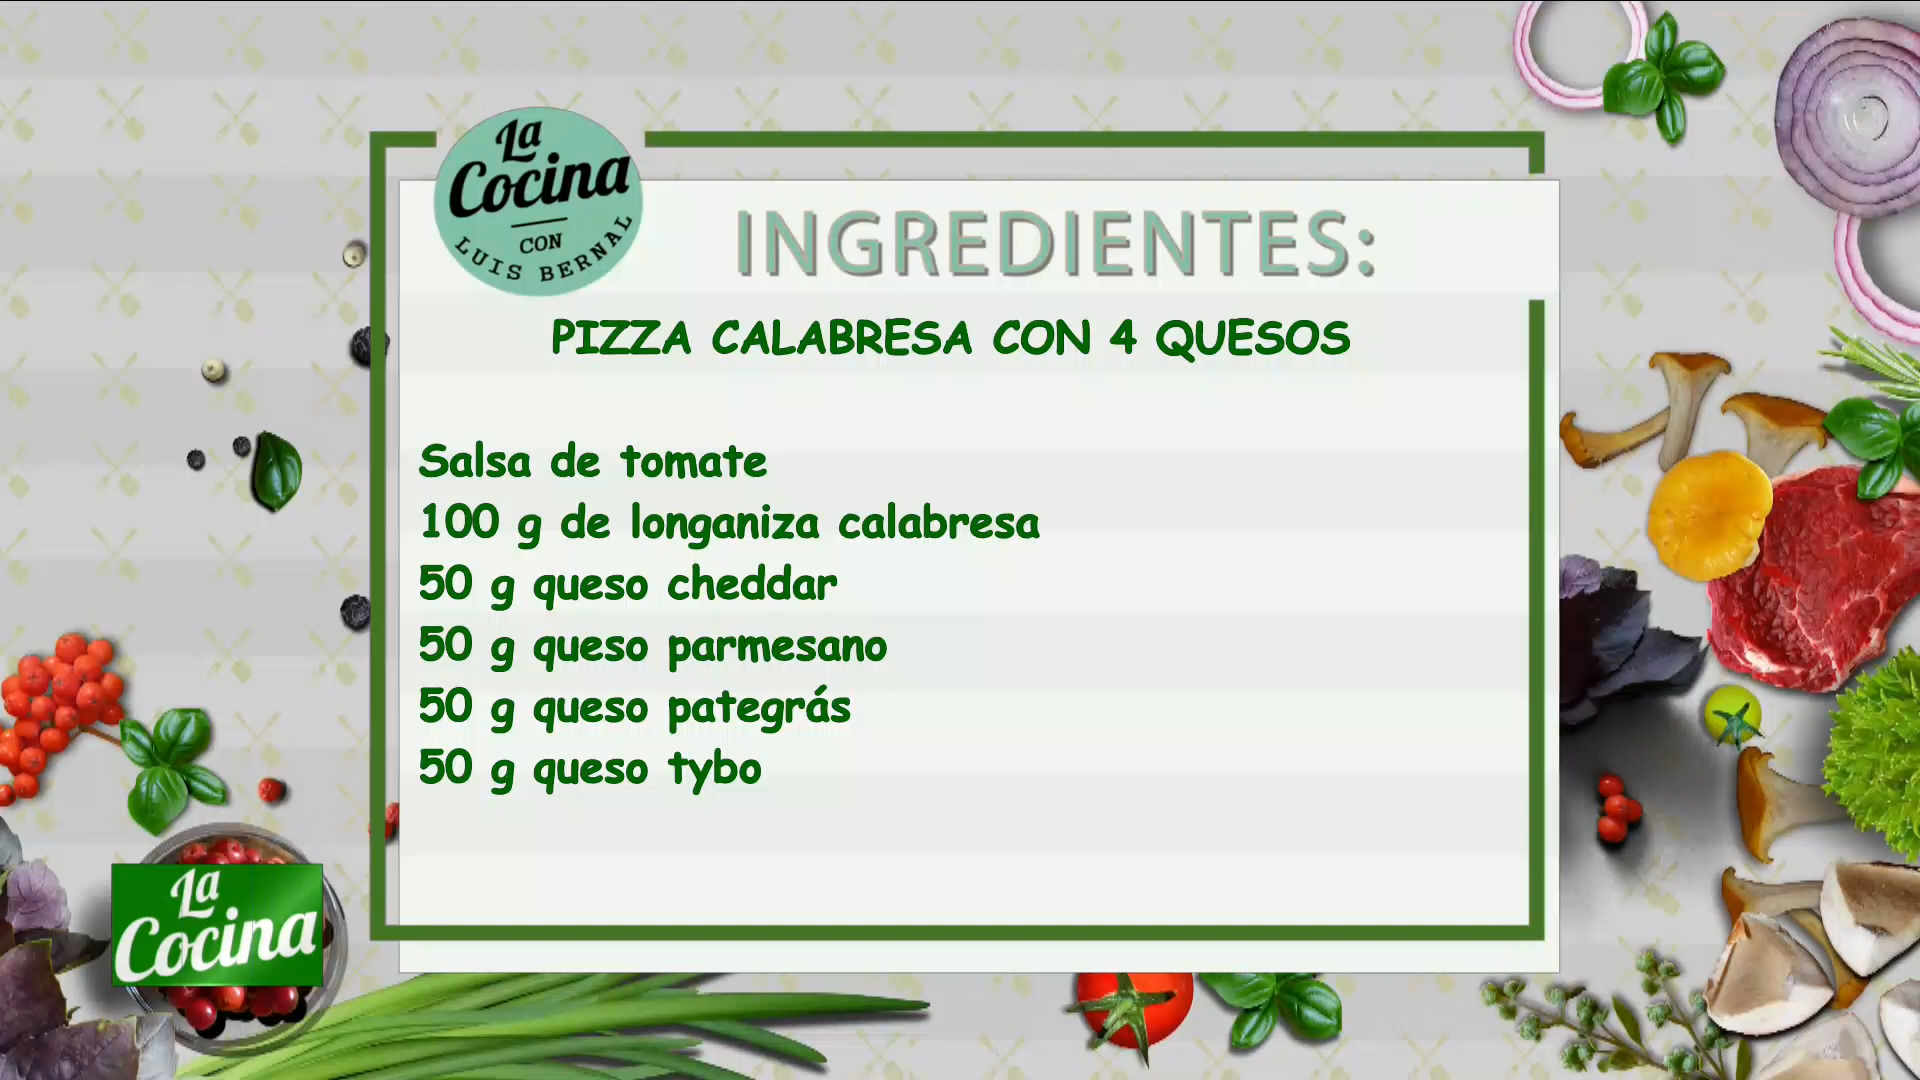 La
Cocina
CON
LUIS BERNAL
INGREDIENTES:
PIZZA CALABRESA CON 4 QUESOS
Salsa de tomate
100 g de longaniza calabresa
50 g queso cheddar
50 g queso parmesano
50 g queso pategrás
50 g queso tybo
La
Cocina